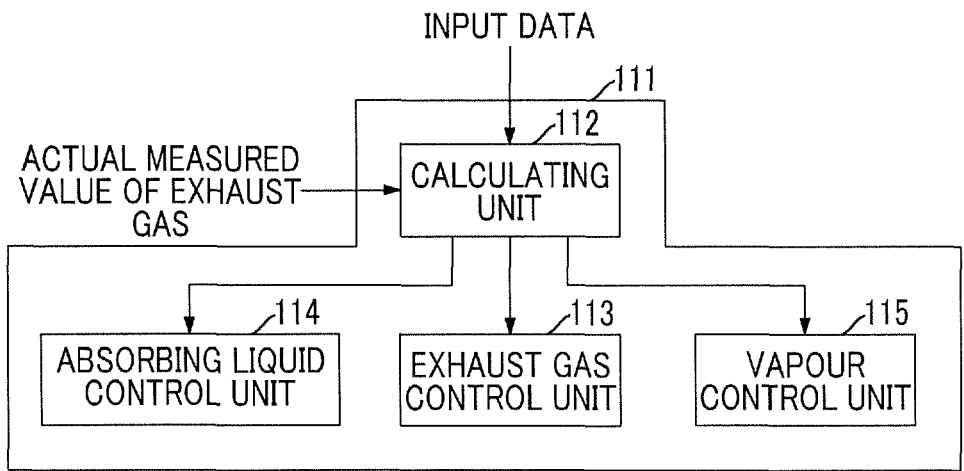 INPUT DATA
111
112
ACTUAL MEASURED
VALUE OF EXHAUST
GAS
CALCULATING
UNIT
114
ABSORBING LIQUID
CONTROL UNIT
113
EXHAUST GAS
CONTROL UNIT
115
VAPOUR
CONTROL UNIT